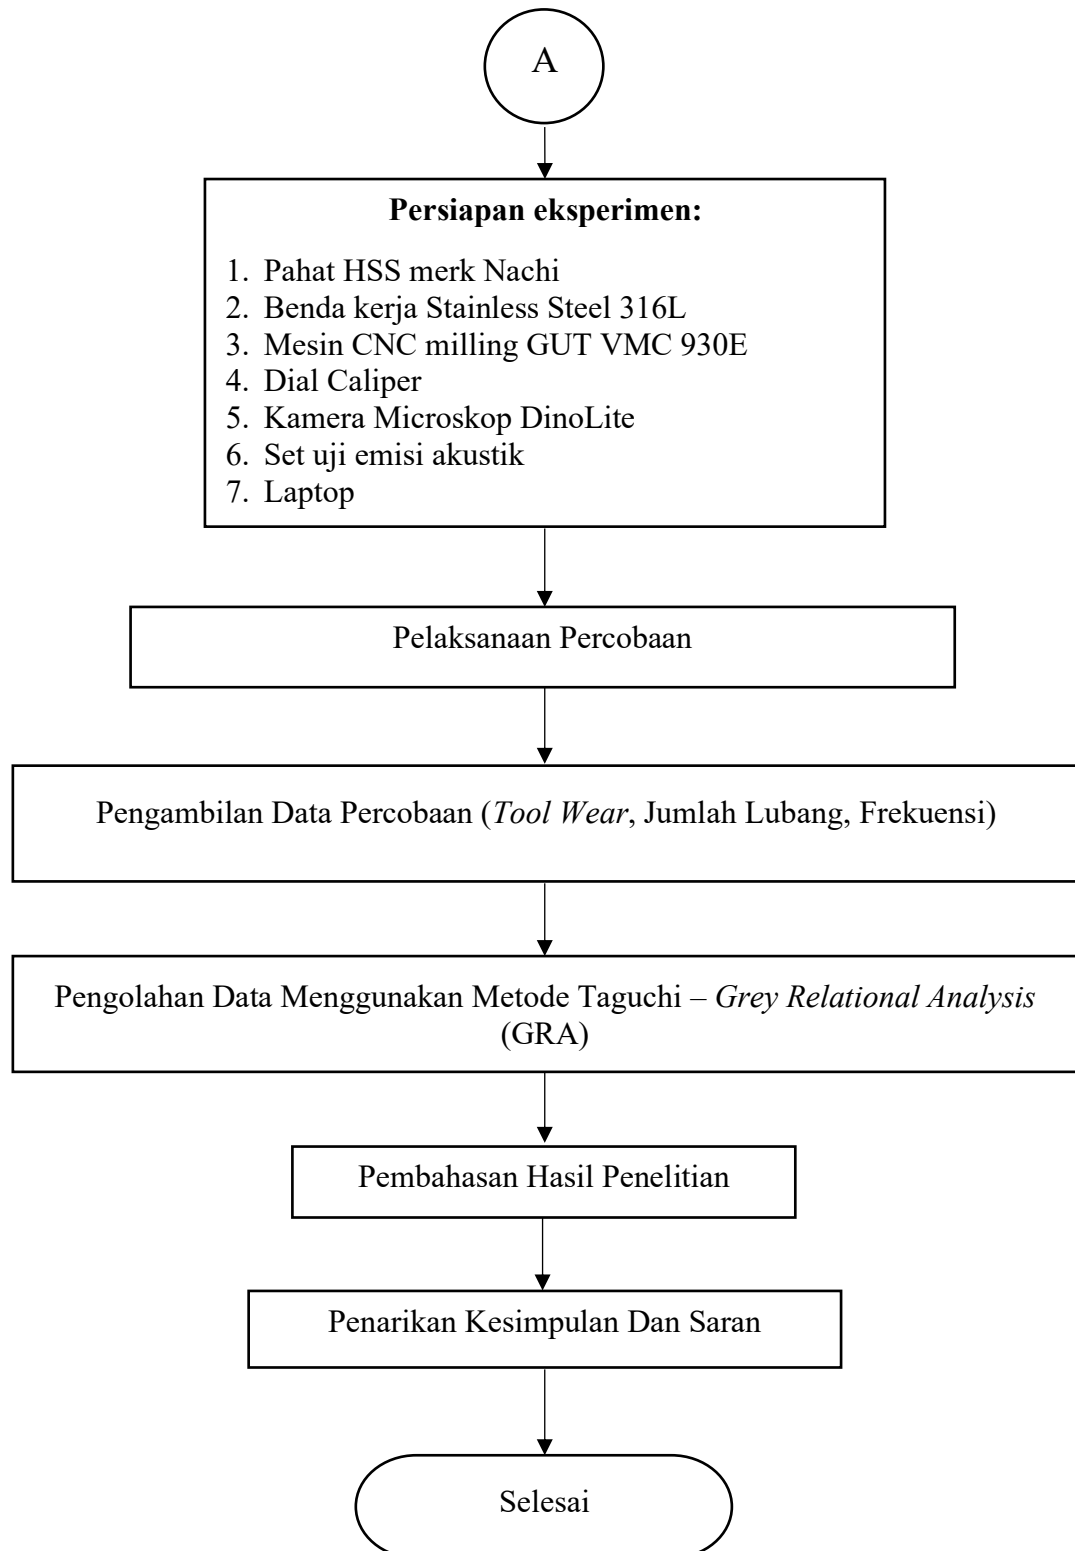 A
Persiapan eksperimen:
1. Pahat HSS merk Nachi
2. Benda kerja Stainless Steel 316L
3. Mesin CNC milling GUT VMC 930E
4. Dial Caliper
5. Kamera Microskop DinoLite
6. Set uji emisi akustik
7. Laptop
Pelaksanaan Percobaan
Pengambilan Data Percobaan (Tool Wear, Jumlah Lubang, Frekuensi)
Pengolahan Data Menggunakan Metode Taguchi – Grey Relational Analysis
(GRA)
Pembahasan Hasil Penelitian
Penarikan Kesimpulan Dan Saran
Selesai